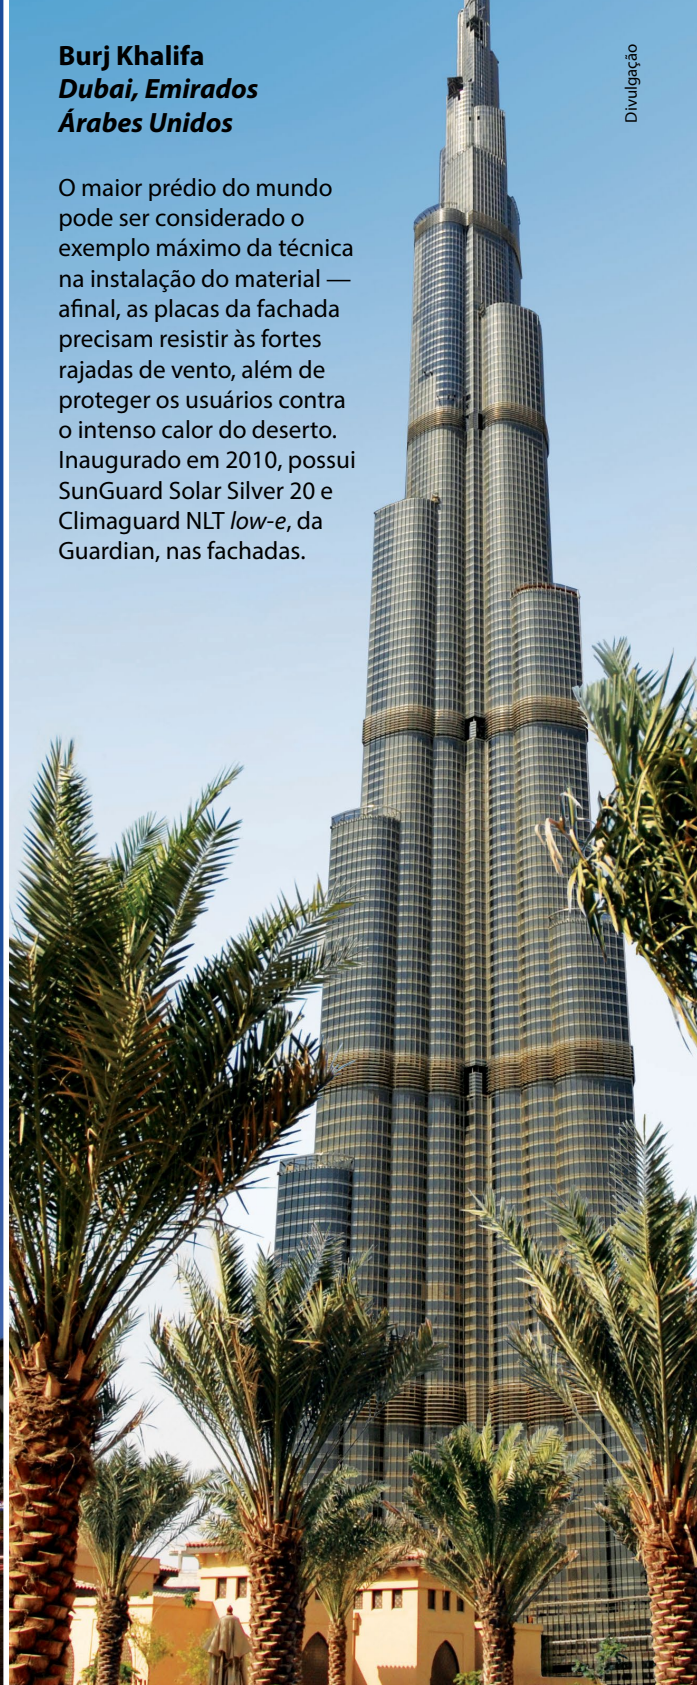 Burj Khalifa
Dubai, Emirados
Árabes Unidos
O maior prédio do mundo
pode ser considerado o
exemplo máximo da técnica
na instalação do material —
afinal, as placas da fachada
precisam resistir às fortes
rajadas de vento, além de
proteger os usuários contra
o intenso calor do deserto.
Inaugurado em 2010, possui
SunGuard Solar Silver 20 e
Climaguard NLT low-e, da
Guardian, nas fachadas.
Divulgação